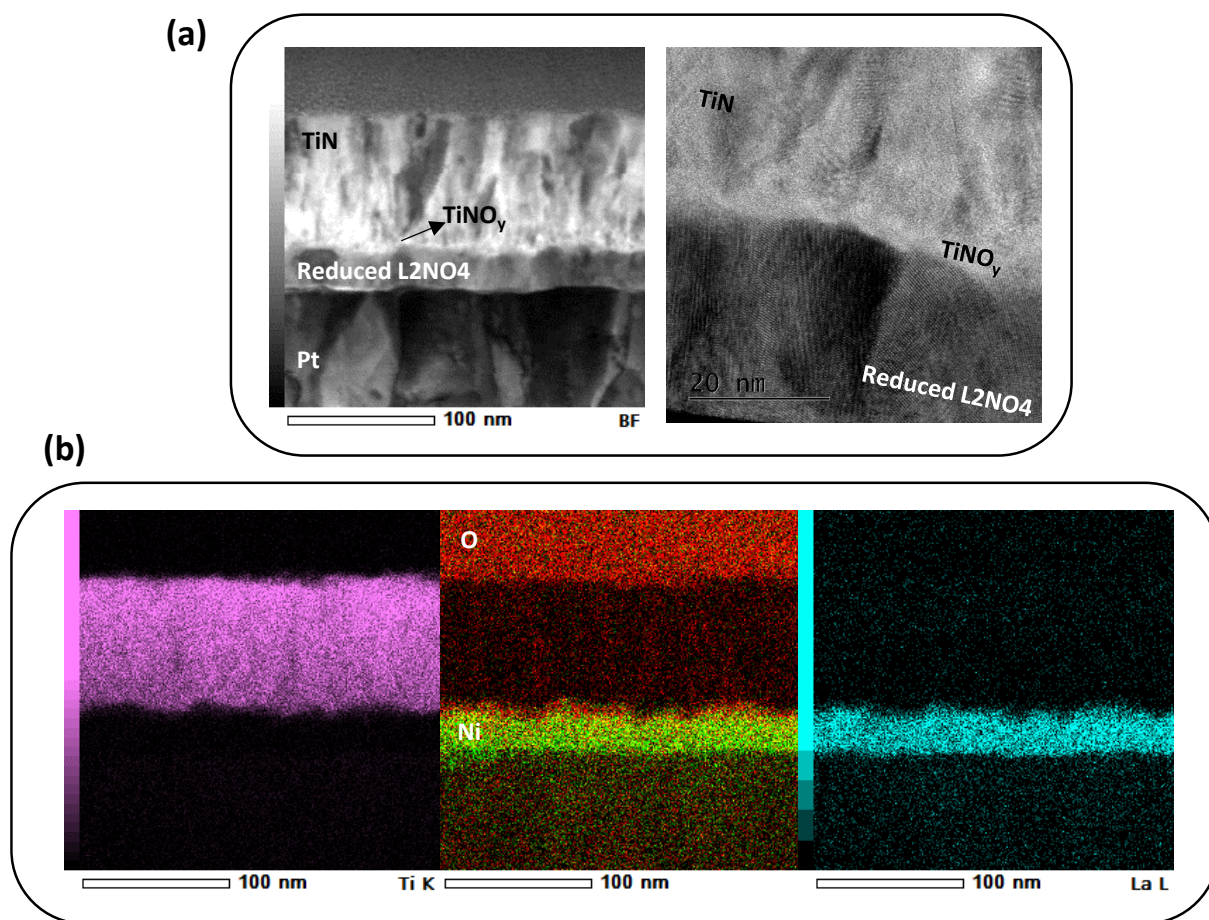 (a)
TiN
TiNOy
Reduced L2NO4
Pt
100 nm
BF
TiN
TiNOy
Reduced L2NO4
20 nm
(b)
O
Ni
100 nm
Ti K
100 nm
100 nm
La L